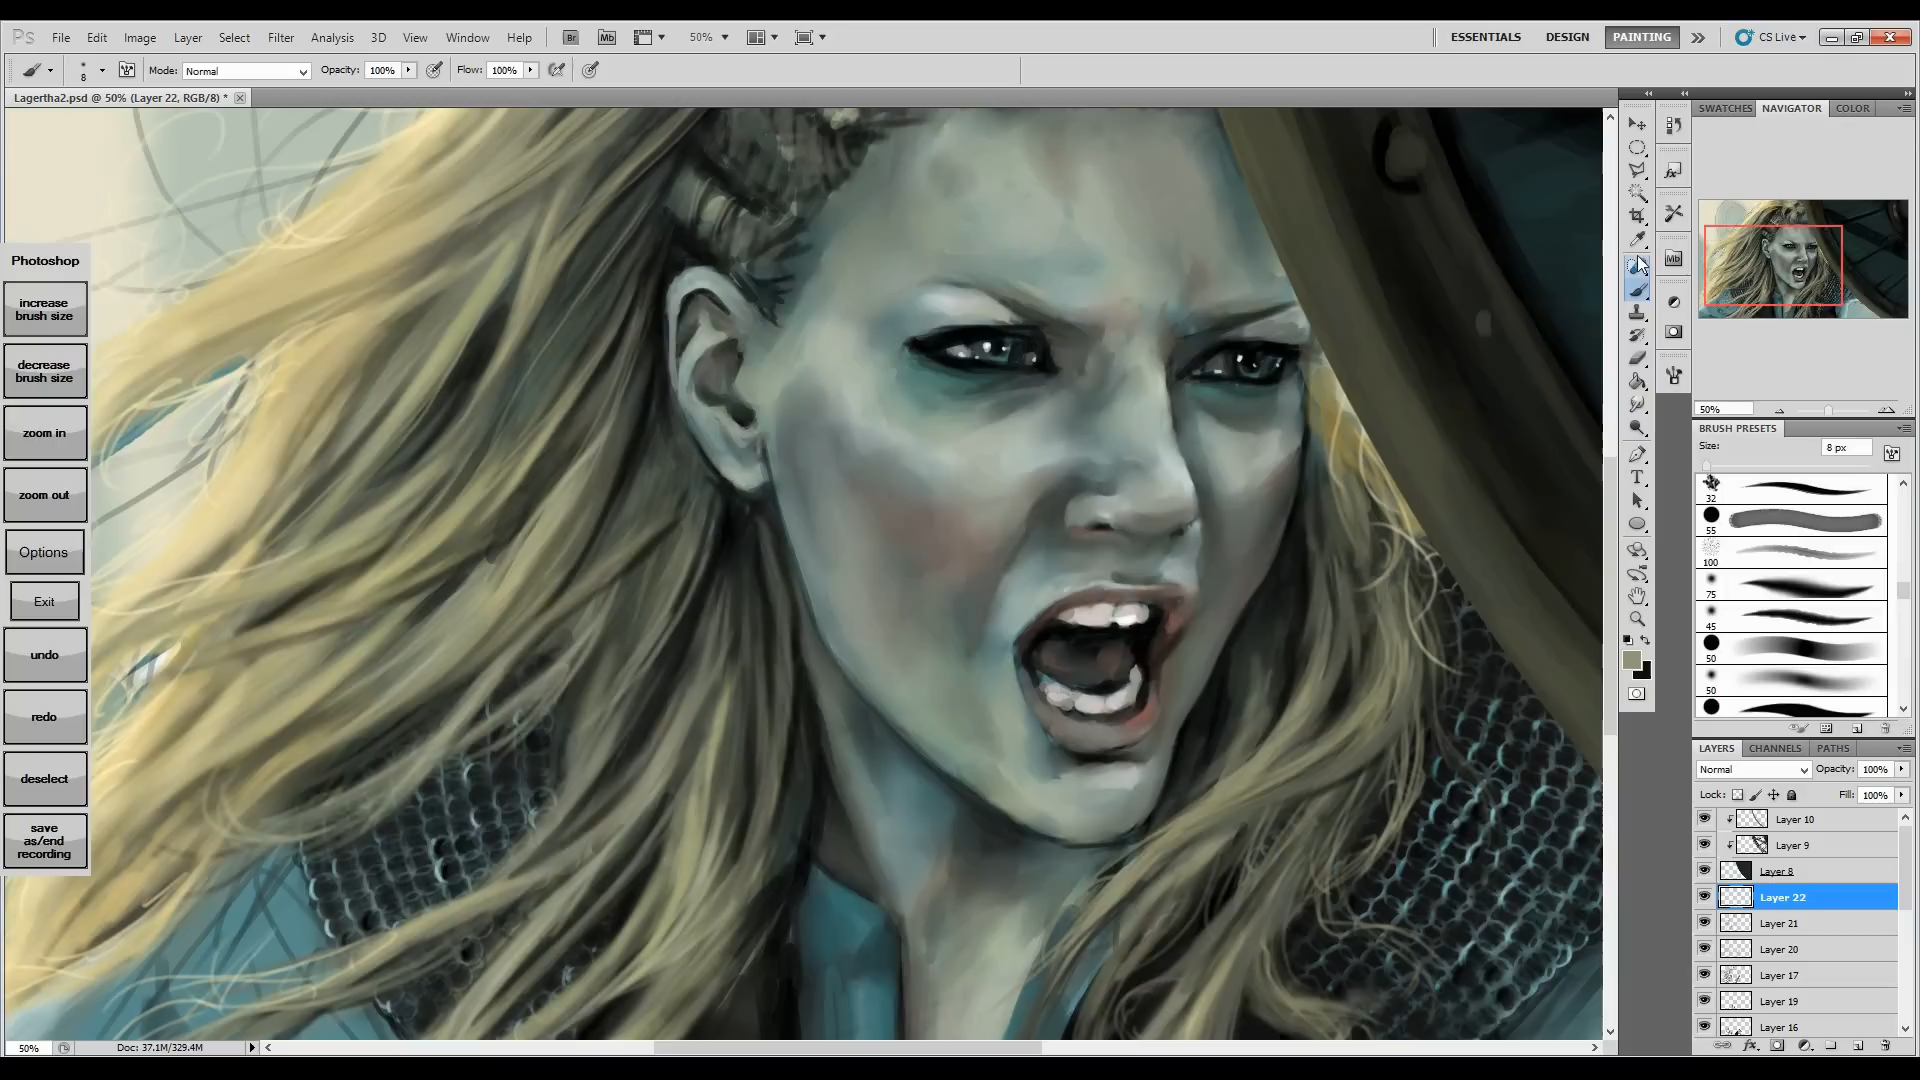 Ps File Edit Image Layer Select Filter Analysis 3D View Window Help Br Mb 50% ESSENTIALS DESIGN PAINTING CS Live
8 Mode: Normal Opacity: 100% Flow: 100%
Lagertha2.psd @ 50% (Layer 22, RGB/8) *
SWATCHES NAVIGATOR COLOR
Photoshop
increase
brush size
decrease
brush size
zoom in
zoom out
Options
Exit
undo
redo
deselect
save
as/end
recording
fx
Mb
T
50%
BRUSH PRESETS
Size: 8 px
32
55
100
75
45
50
50
LAYERS CHANNELS PATHS
Normal Opacity: 100%
Lock: Fill: 100%
Layer 10
Layer 9
Layer 8
Layer 22
Layer 21
Layer 20
Layer 17
Layer 19
Layer 16
50% Doc: 37.1M/329.4M
fx